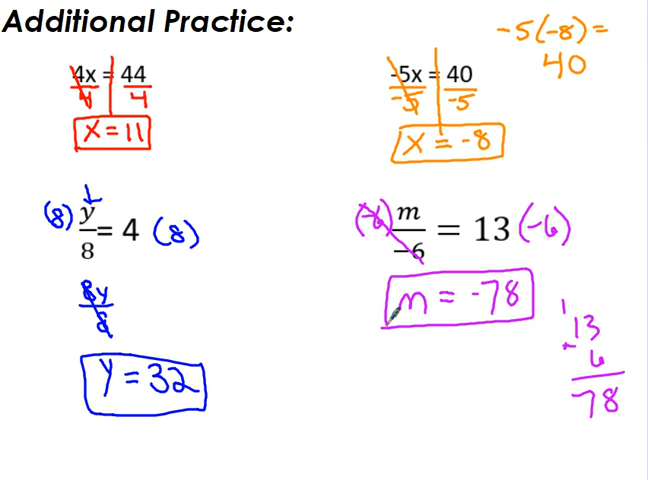 Additional Practice:
4x = 44
4 4
x = 11
-5x = 40
-5 -5
x = -8
-5(-8) =
40
(8) y/8 = 4 (8)
8y/8
y = 32
(-6) m/-6 = 13 (-6)
m = -78
1
13
× 6
78